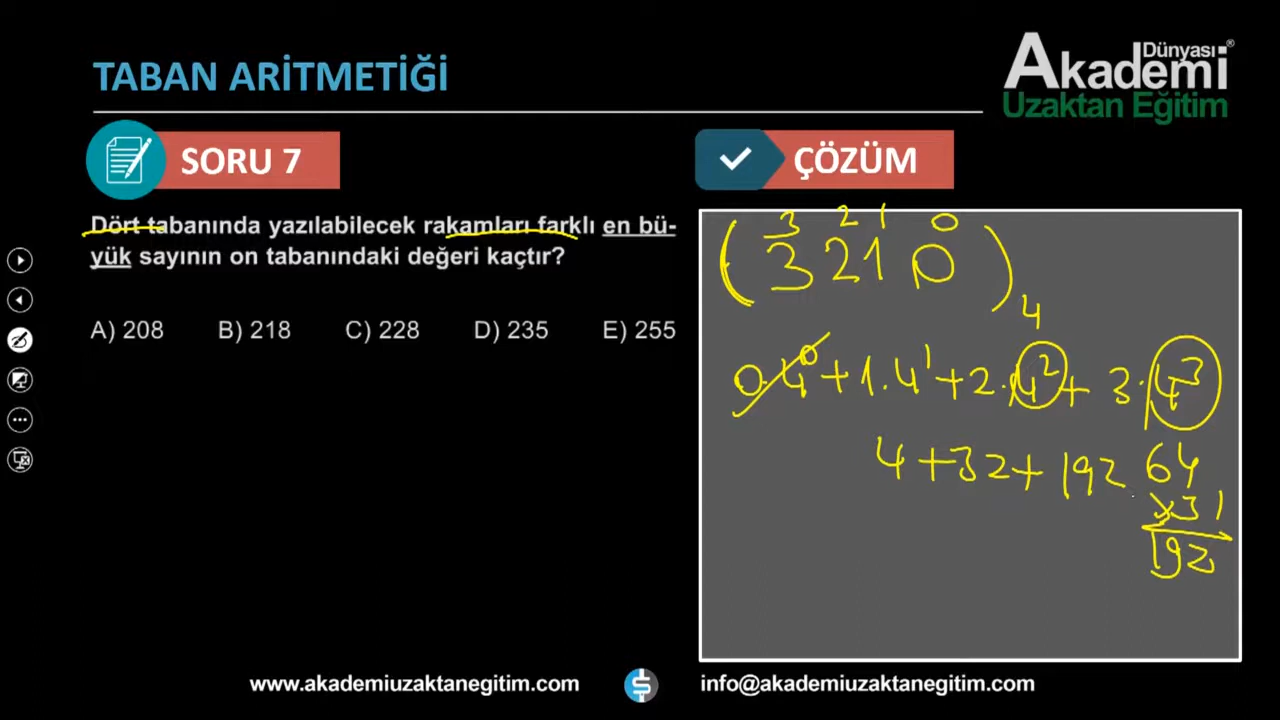 TABAN ARİTMETİĞİ
Akademi Dünyası®
Uzaktan Eğitim
SORU 7
ÇÖZÜM
Dört tabanında yazılabilecek rakamları farklı en bü-
yük sayının on tabanındaki değeri kaçtır?
A) 208 B) 218 C) 228 D) 235 E) 255
3 2 1 0
(3210)₄
0.4⁰+1.4¹+2.4²+3.4³
4+32+192
64
x31
192
www.akademiuzaktanegitim.com
info@akademiuzaktanegitim.com